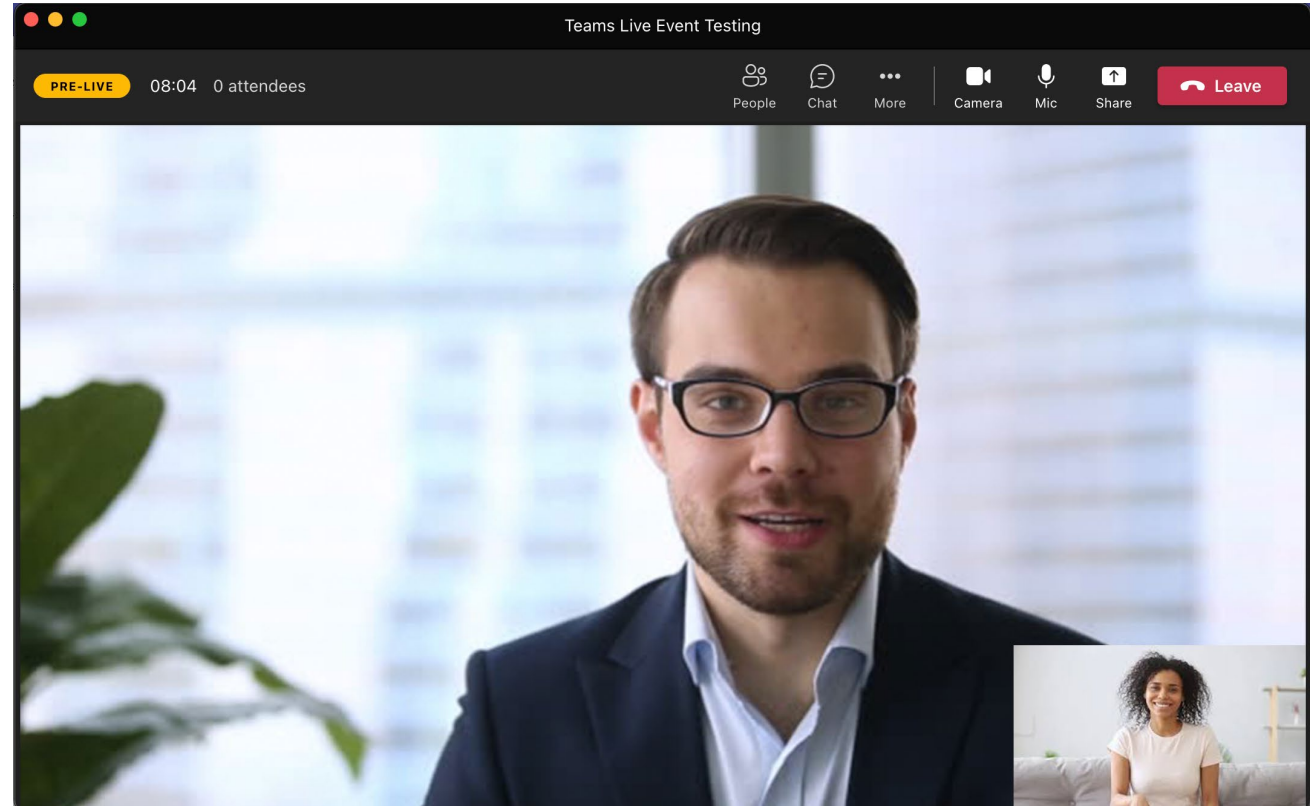 Teams Live Event Testing
PRE-LIVE 08:04 0 attendees People Chat More Camera Mic Share Leave